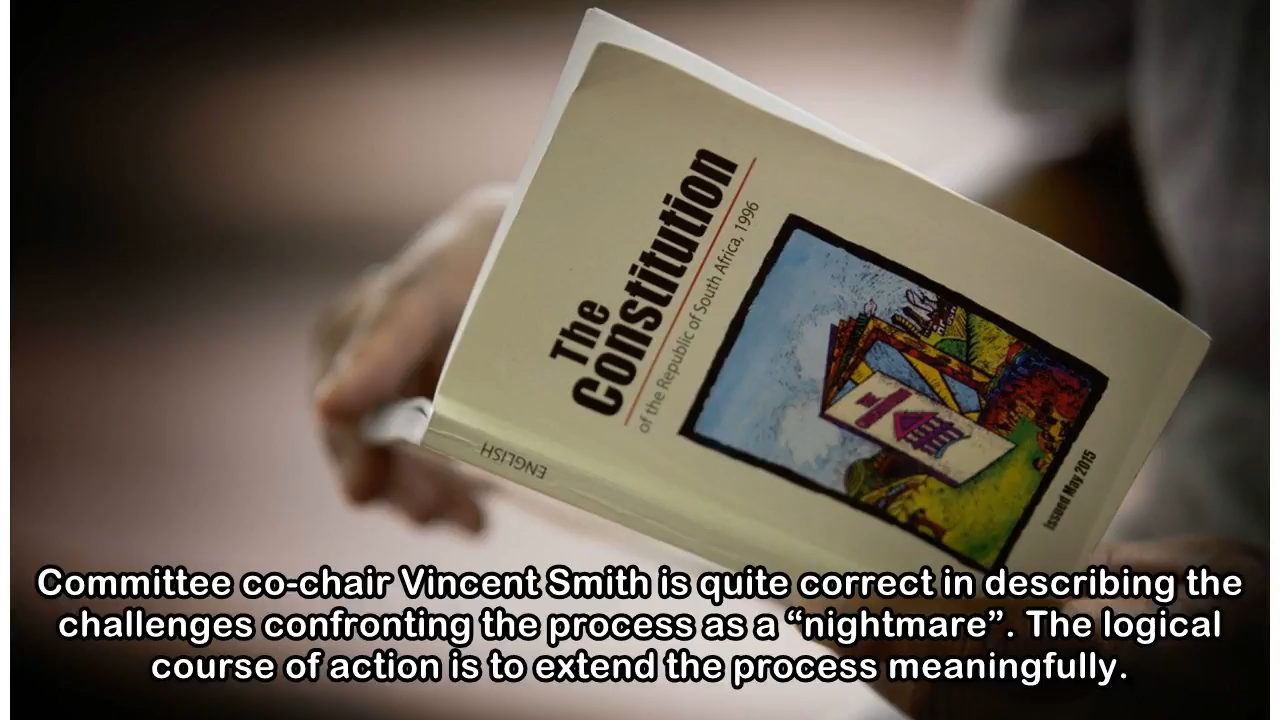 The
Constitution
of the Republic of South Africa, 1996
ENGLISH
Issued May 2015
Committee co-chair Vincent Smith is quite correct in describing the
challenges confronting the process as a “nightmare”. The logical
course of action is to extend the process meaningfully.